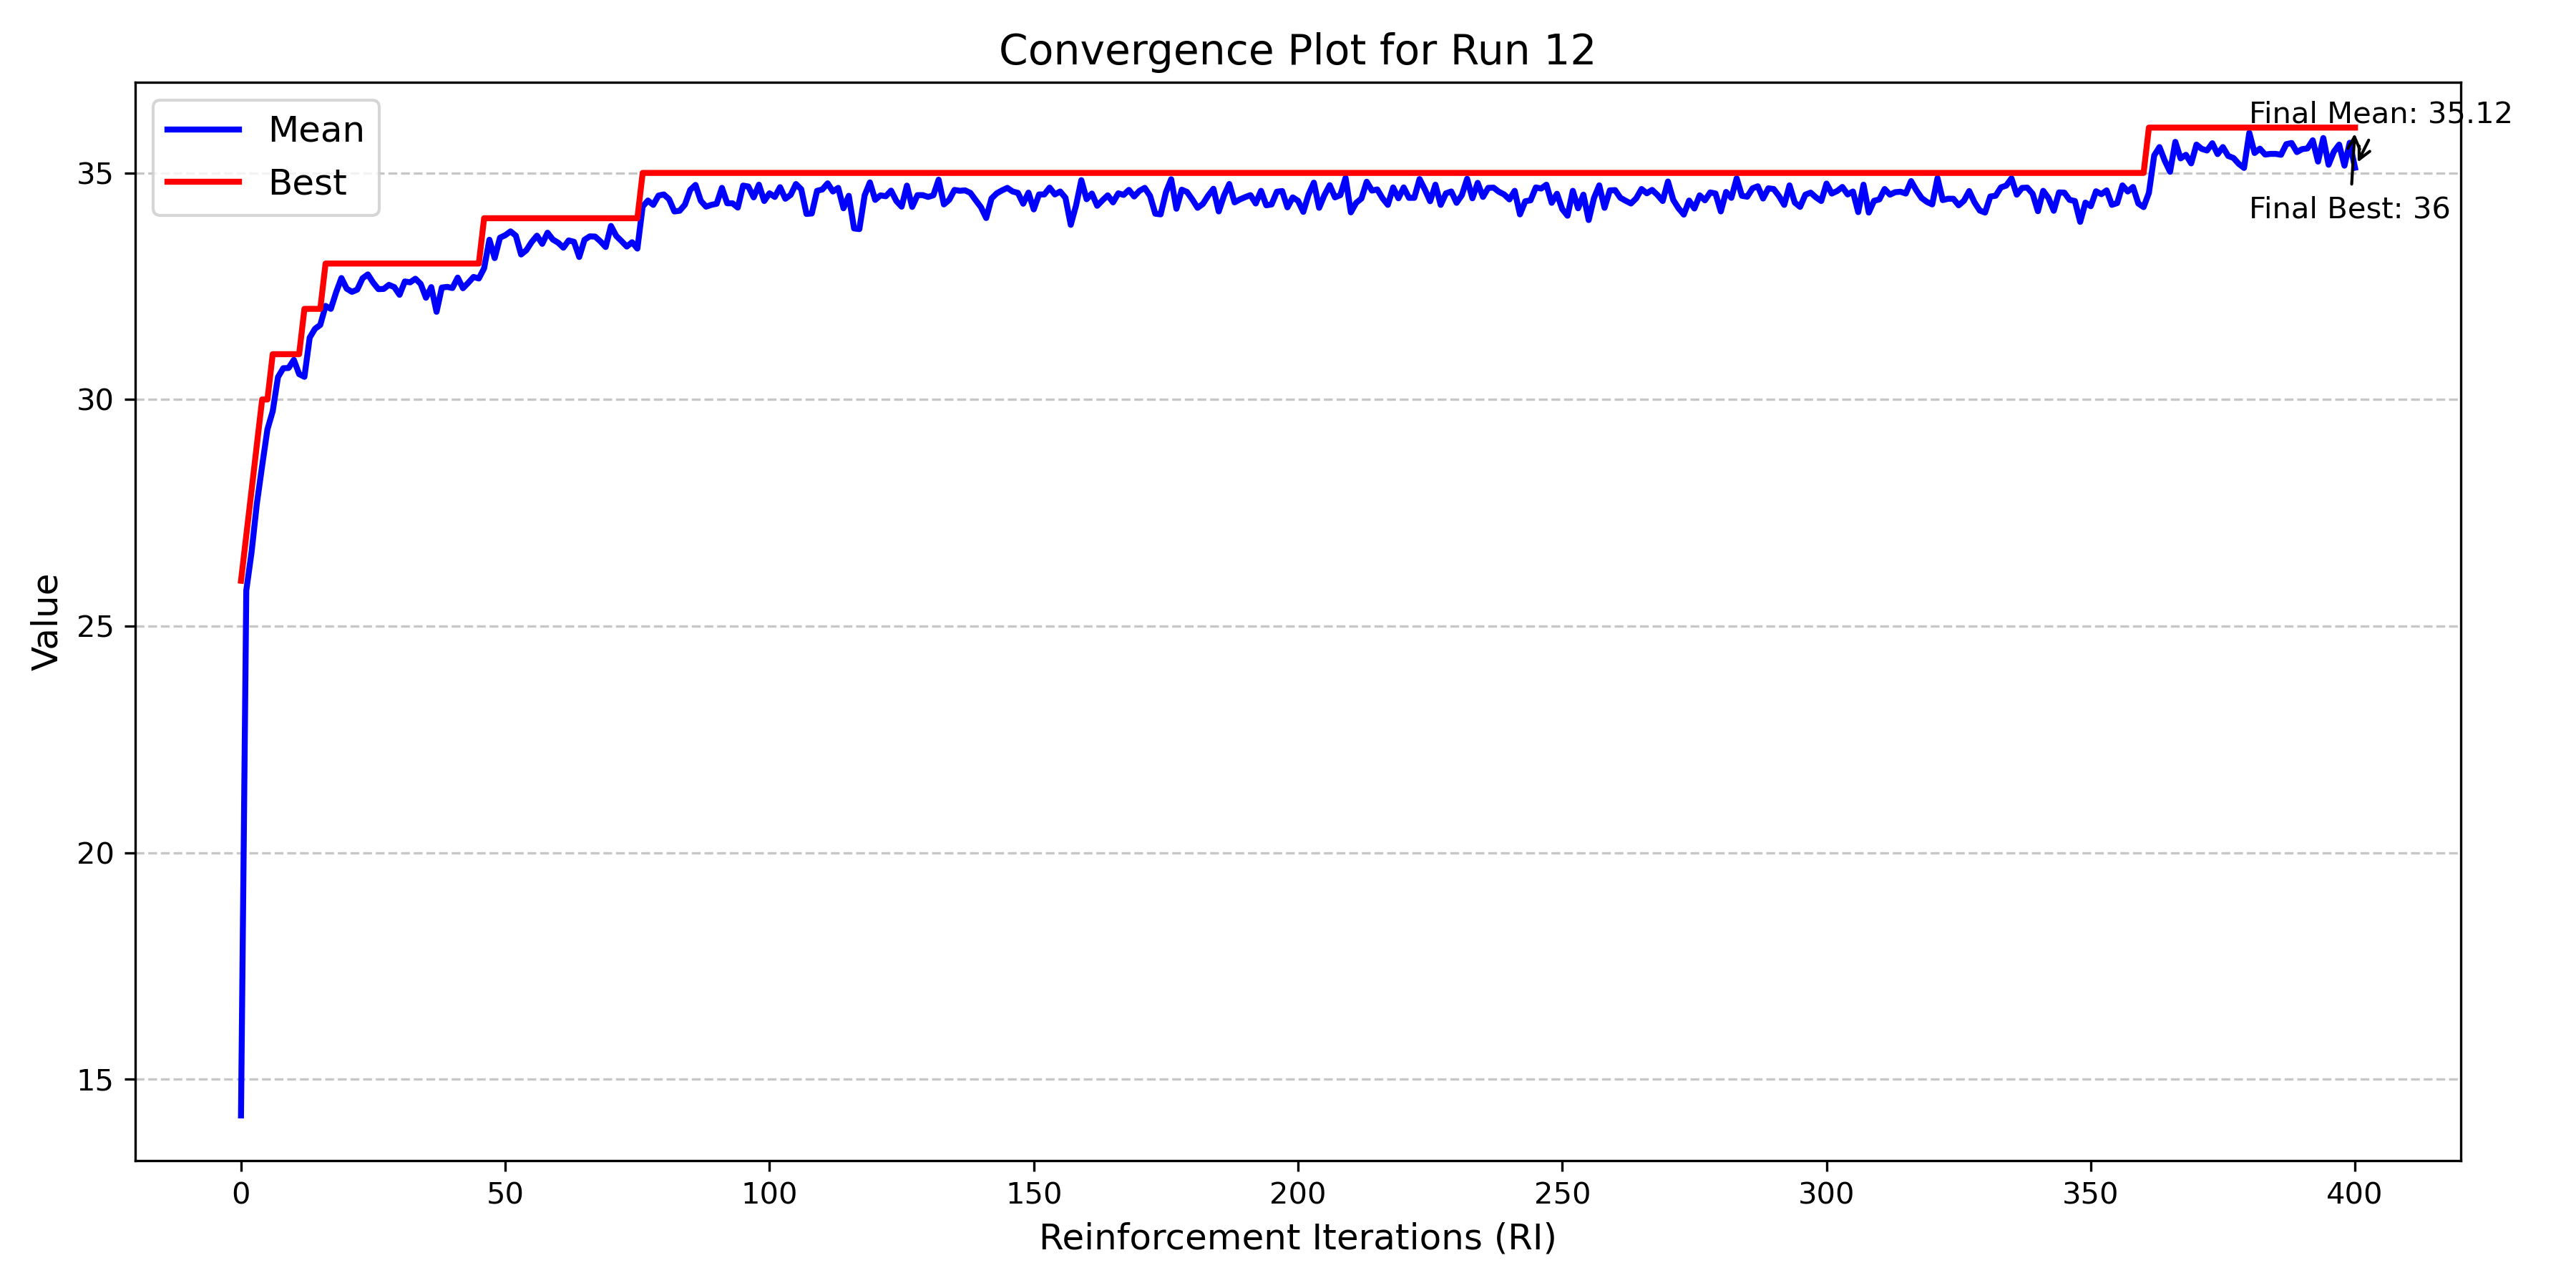 Convergence Plot for Run 12
Mean
Best
Final Mean: 35.12
Final Best: 36
Value
35
30
25
20
15
0 50 100 150 200 250 300 350 400
Reinforcement Iterations (RI)